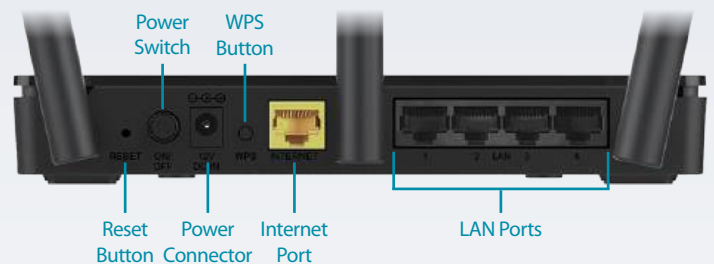 Power
Switch
WPS
Button
RESET
ON/
OFF
12V
DC IN
WPS
INTERNET
1 2 LAN 3 4
Reset
Button
Power
Connector
Internet
Port
LAN Ports